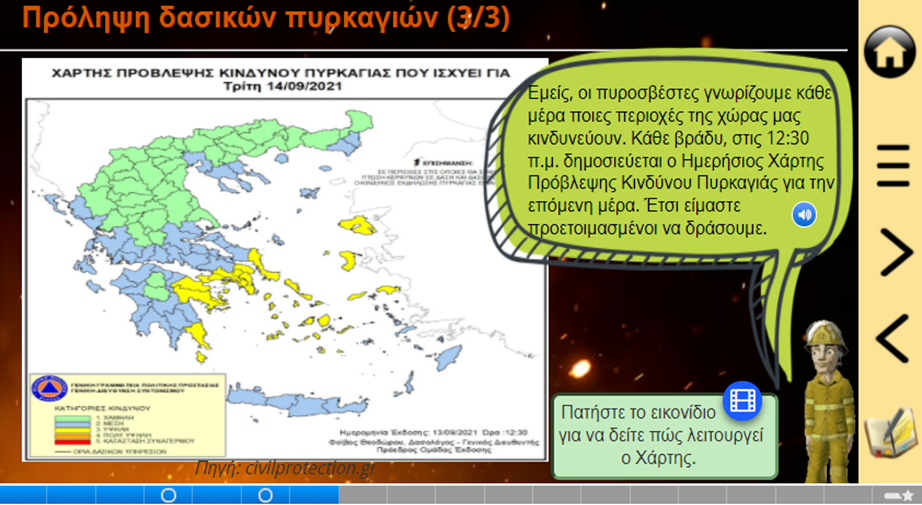 Πρόληψη δασικών πυρκαγιών (3/3)
ΧΑΡΤΗΣ ΠΡΟΒΛΕΨΗΣ ΚΙΝΔΥΝΟΥ ΠΥΡΚΑΓΙΑΣ ΠΟΥ ΙΣΧΥΕΙ ΓΙΑ
Τρίτη 14/09/2021
ΕΠΙΣΗΜΑΝΣΗ:
Εμείς, οι πυροσβέστες γνωρίζουμε κάθε
μέρα ποιες περιοχές της χώρας μας
κινδυνεύουν. Κάθε βράδυ, στις 12:30
π.μ. δημοσιεύεται ο Ημερήσιος Χάρτης
Πρόβλεψης Κινδύνου Πυρκαγιάς για την
επόμενη μέρα. Έτσι είμαστε
προετοιμασμένοι να δράσουμε.
ΓΕΝΙΚΗ ΓΡΑΜΜΑΤΕΙΑ ΠΟΛΙΤΙΚΗΣ ΠΡΟΣΤΑΣΙΑΣ
ΓΕΝΙΚΗ ΔΙΕΥΘΥΝΣΗ ΣΥΝΤΟΝΙΣΜΟΥ
ΚΑΤΗΓΟΡΙΕΣ ΚΙΝΔΥΝΟΥ
1. ΧΑΜΗΛΗ
2. ΜΕΣΗ
3. ΥΨΗΛΗ
4. ΠΟΛΥ ΥΨΗΛΗ
5. ΚΑΤΑΣΤΑΣΗ ΣΥΝΑΓΕΡΜΟΥ
ΟΡΙΑ ΔΑΣΙΚΩΝ ΥΠΗΡΕΣΙΩΝ
Ημερομηνία Έκδοσης: 13/09/2021 Ώρα :12:30
Φοίβος Θεοδώρου, Δασολόγος - Γενικός Διευθυντής
Πρόεδρος Ομάδας Έκδοσης
Πηγή: civilprotection.gr
Πατήστε το εικονίδιο
για να δείτε πώς λειτουργεί
ο Χάρτης.